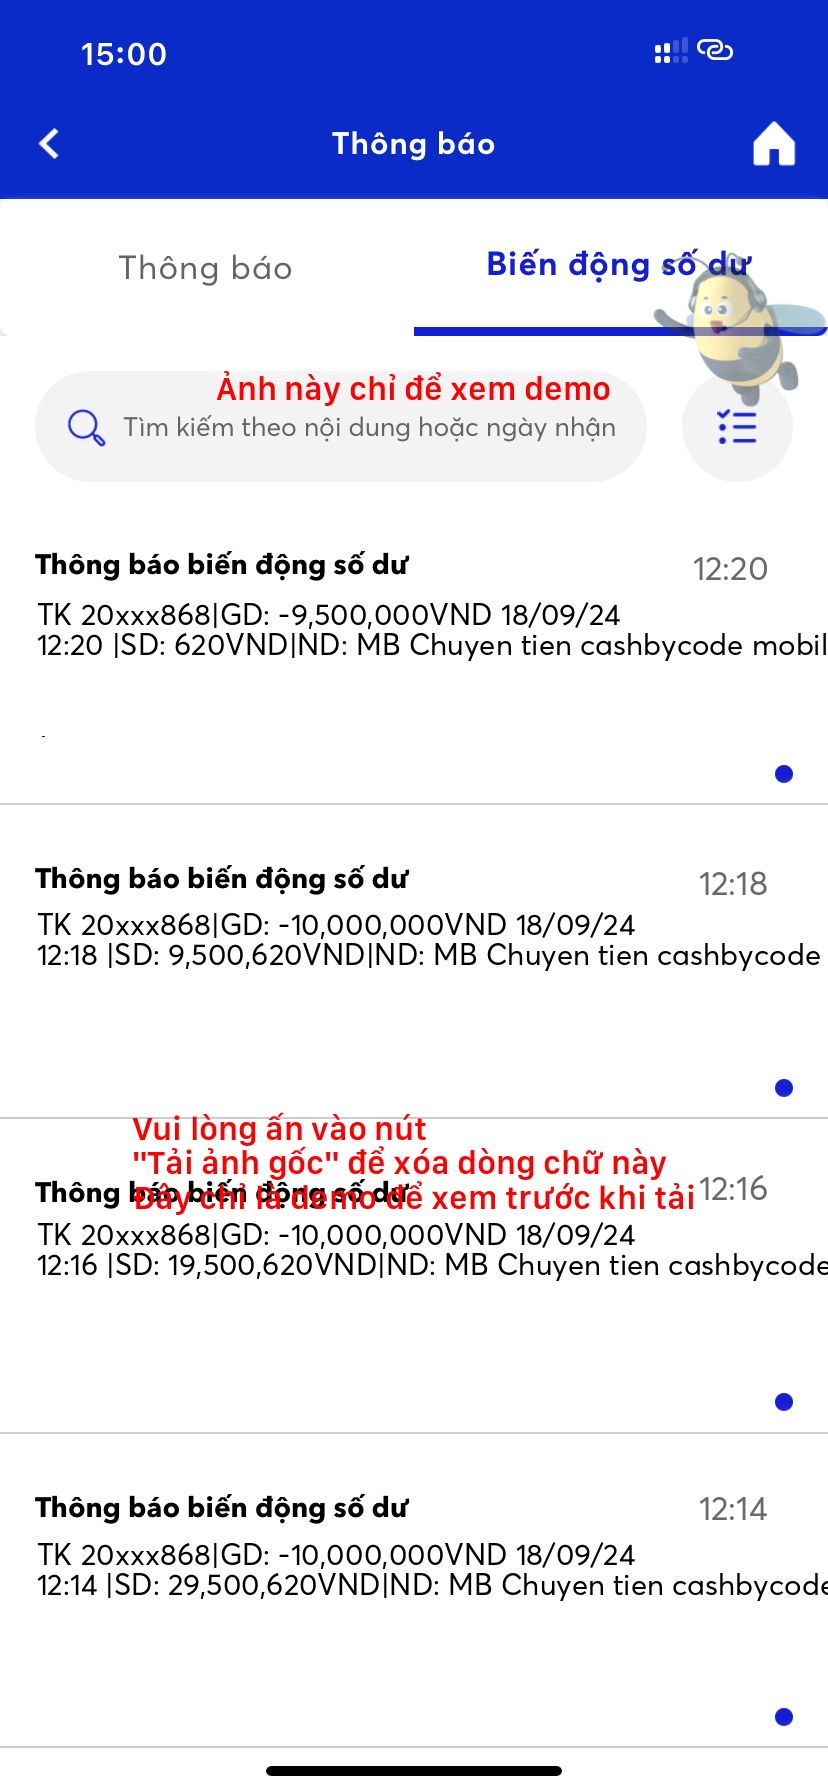 15:00
Thông báo
Thông báo
Biến động số dư
Ảnh này chỉ để xem demo
Tìm kiếm theo nội dung hoặc ngày nhận
Thông báo biến động số dư
12:20
TK 20xxx868|GD: -9,500,000VND 18/09/24
12:20 |SD: 620VND|ND: MB Chuyen tien cashbycode mobil
Thông báo biến động số dư
12:18
TK 20xxx868|GD: -10,000,000VND 18/09/24
12:18 |SD: 9,500,620VND|ND: MB Chuyen tien cashbycode
Vui lòng ấn vào nút
"Tải ảnh gốc" để xóa dòng chữ này
Thông báo biến động số dư
Đây chỉ là demo để xem trước khi tải
12:16
TK 20xxx868|GD: -10,000,000VND 18/09/24
12:16 |SD: 19,500,620VND|ND: MB Chuyen tien cashbycode
Thông báo biến động số dư
12:14
TK 20xxx868|GD: -10,000,000VND 18/09/24
12:14 |SD: 29,500,620VND|ND: MB Chuyen tien cashbycode